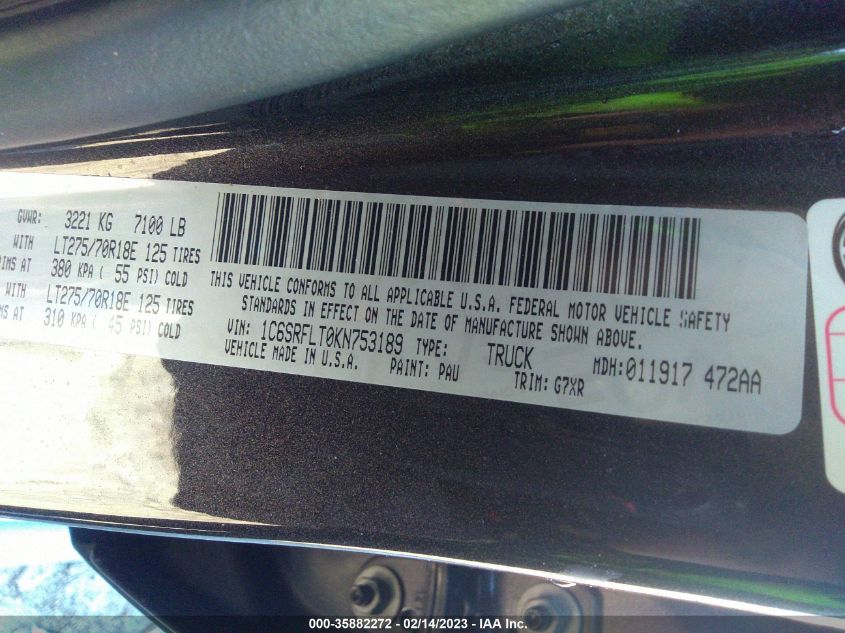 GVWR: 3221 KG 7100 LB
WITH LT275/70R18E 125 TIRES
AT 380 KPA ( 55 PSI) COLD
WITH LT275/70R18E 125 TIRES
AT 310 KPA ( 45 PSI) COLD
THIS VEHICLE CONFORMS TO ALL APPLICABLE U.S.A. FEDERAL MOTOR VEHICLE SAFETY
STANDARDS IN EFFECT ON THE DATE OF MANUFACTURE SHOWN ABOVE.
VIN: 1C6SRFLT0KN753189 TYPE: TRUCK MDH:011917 472AA
VEHICLE MADE IN U.S.A. PAINT: PAU TRIM: G7XR
000-35882272 - 02/14/2023 - IAA Inc.